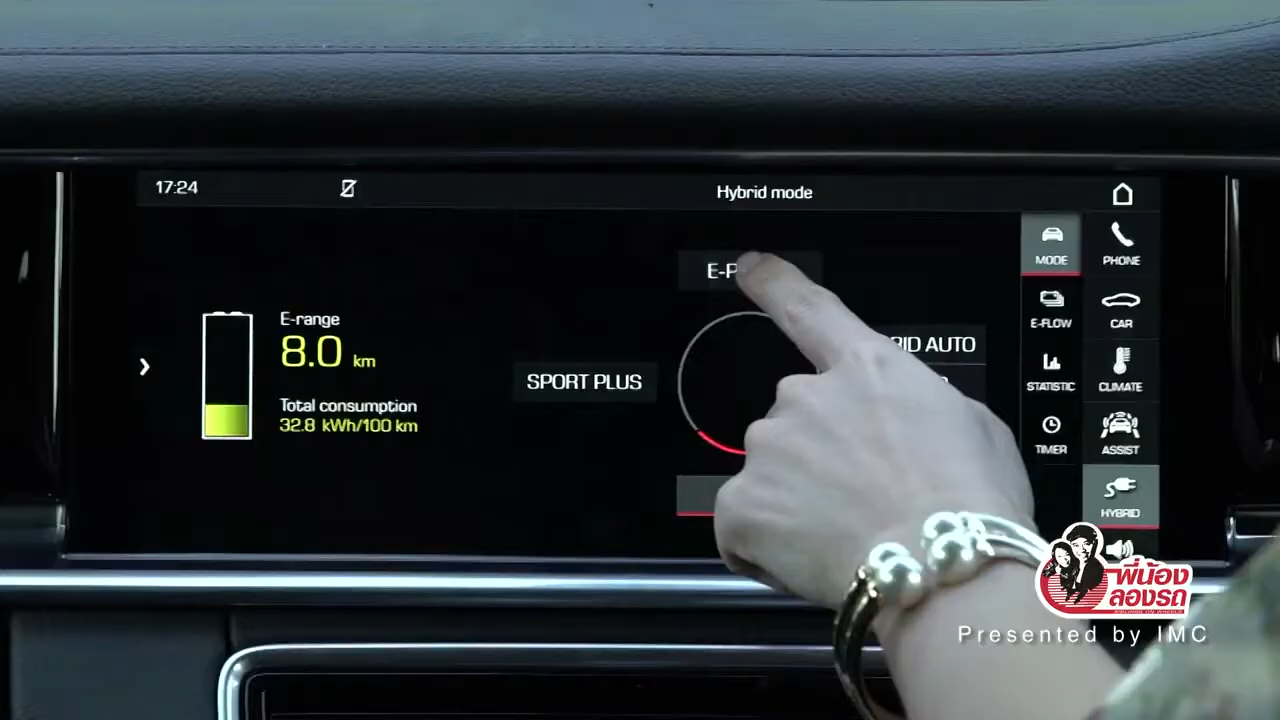 17:24
Hybrid mode
MODE
PHONE
E-FLOW
CAR
STATISTIC
CLIMATE
TIMER
ASSIST
HYBRID
E-range
8.0 km
Total consumption
32.8 kWh/100 km
SPORT PLUS
AUTO
พี่น้อง
ลองรถ
Presented by IMC